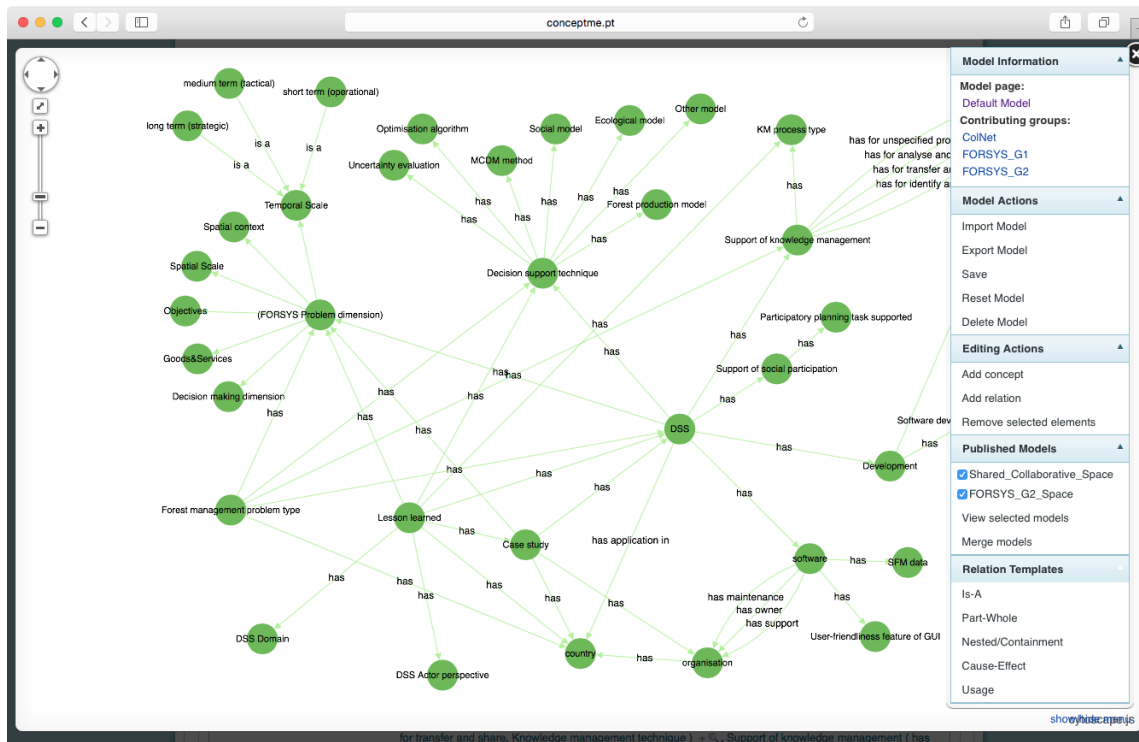 conceptme.pt
medium term (tactical)
short term (operational)
long term (strategic)
is a
is a
Temporal Scale
Spatial context
Spatial Scale
Objectives
(FORSYS Problem dimension)
Goods&Services
Decision making dimension
has
Optimisation algorithm
Social model
Ecological model
Other model
Uncertainty evaluation
MCDM method
has
has
has
has
has
has
Forest production model
has
Decision support technique
KM process type
has
has for unspecified pro
has for analyse and
has for transfer a
has for identify a
Support of knowledge management
has
has
has
has
has
has
has
has
has
Participatory planning task supported
has
Support of social participation
has
DSS
has
Software dev
has
Development
has
has
has
Forest management problem type
Lesson learned
has
Case study
has application in
has
software
has
SFM data
has
has maintenance
has owner
has support
User-friendliness feature of GUI
has
has
has
has
has
has
has
DSS Domain
DSS Actor perspective
country
has
organisation
Model Information
Model page:
Default Model
Contributing groups:
ColNet
FORSYS_G1
FORSYS_G2
Model Actions
Import Model
Export Model
Save
Reset Model
Delete Model
Editing Actions
Add concept
Add relation
Remove selected elements
Published Models
Shared_Collaborative_Space
FORSYS_G2_Space
View selected models
Merge models
Relation Templates
Is-A
Part-Whole
Nested/Containment
Cause-Effect
Usage
show/hide menus
cytoscape.js
for transfer and share, Knowledge management technique ) + , Support of knowledge management ( has